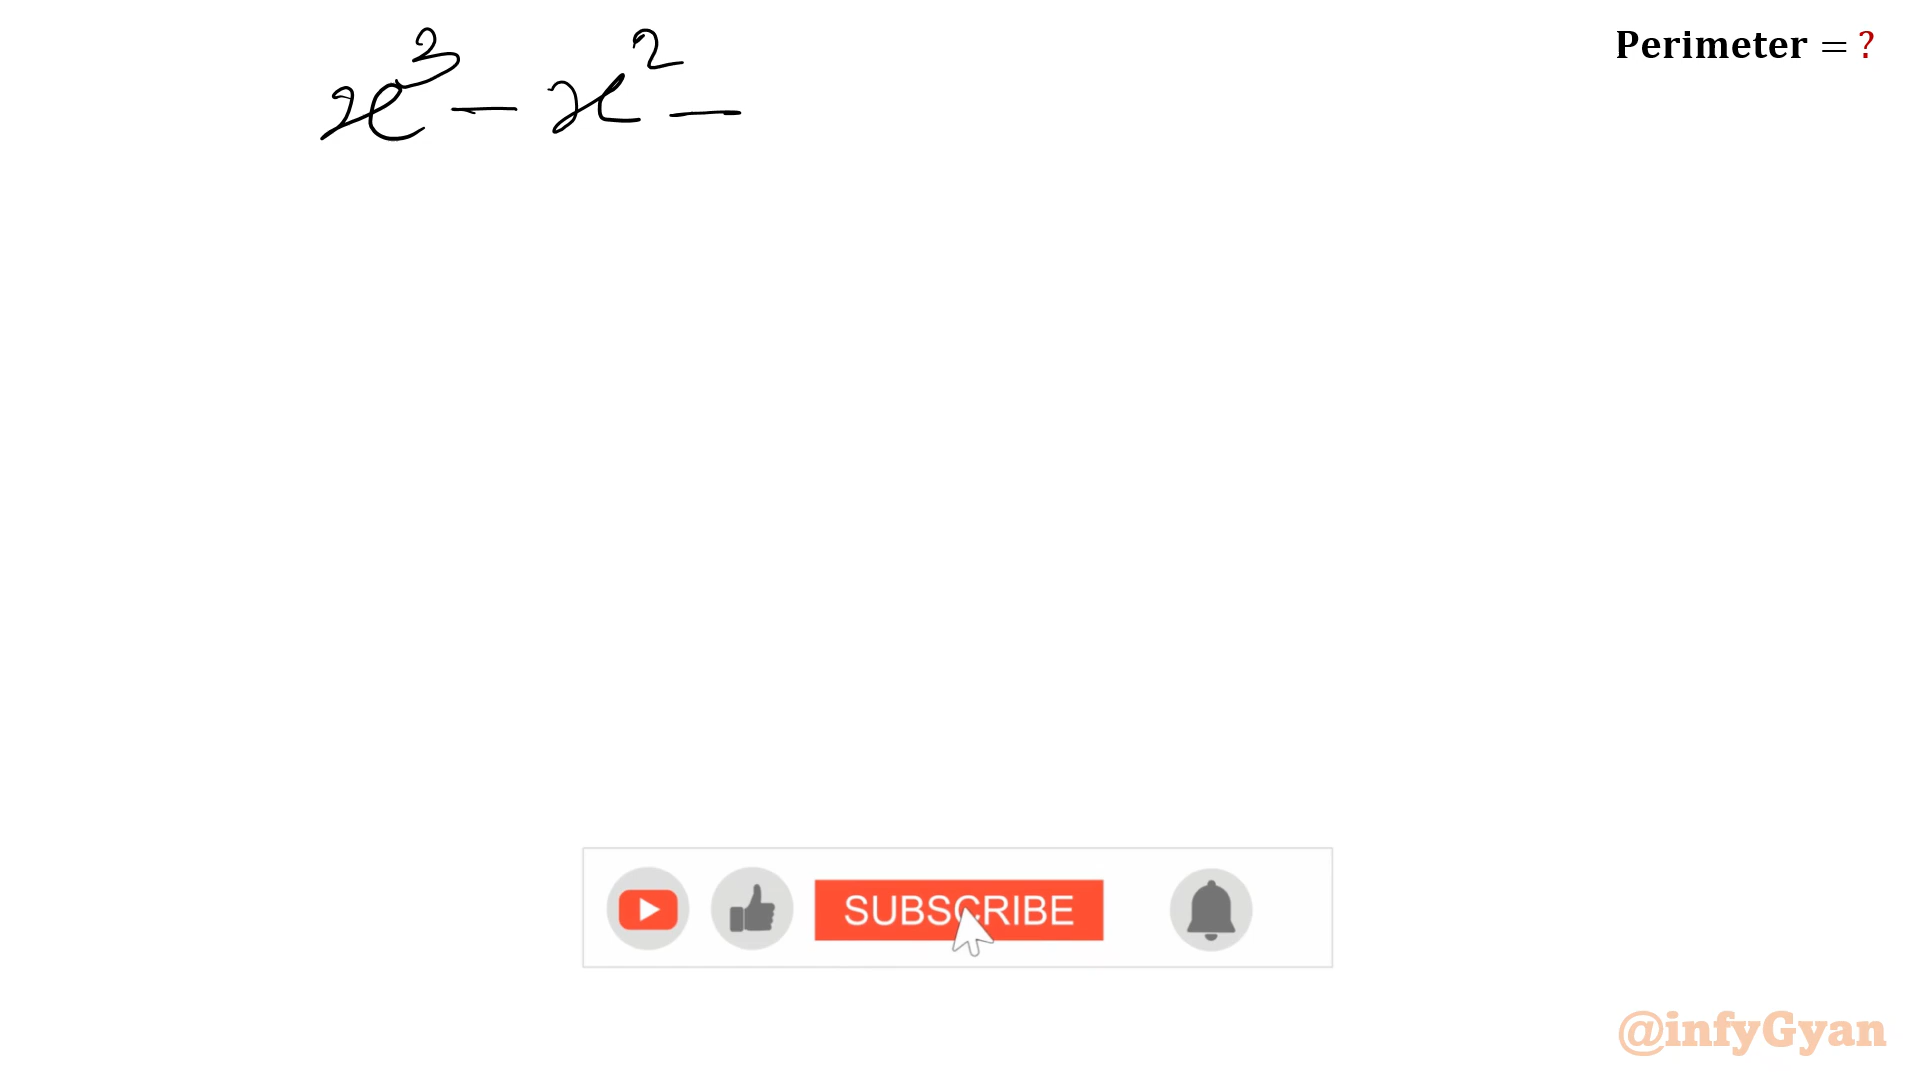 x³ - x² -
Perimeter = ?
SUBSCRIBE
@infyGyan